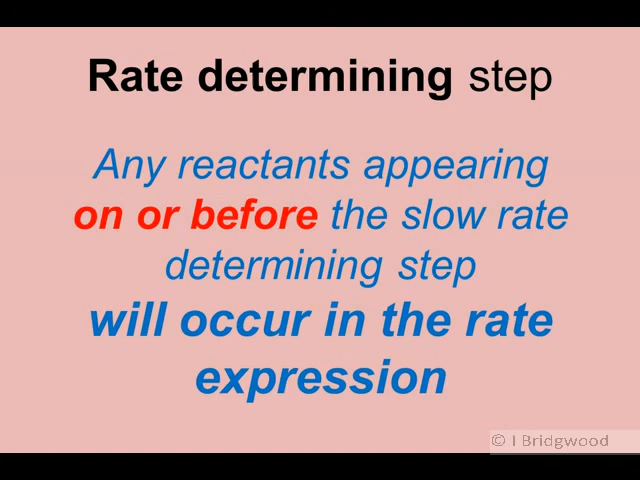 Rate determining step
Any reactants appearing
on or before the slow rate
determining step
will occur in the rate
expression
© I Bridgwood